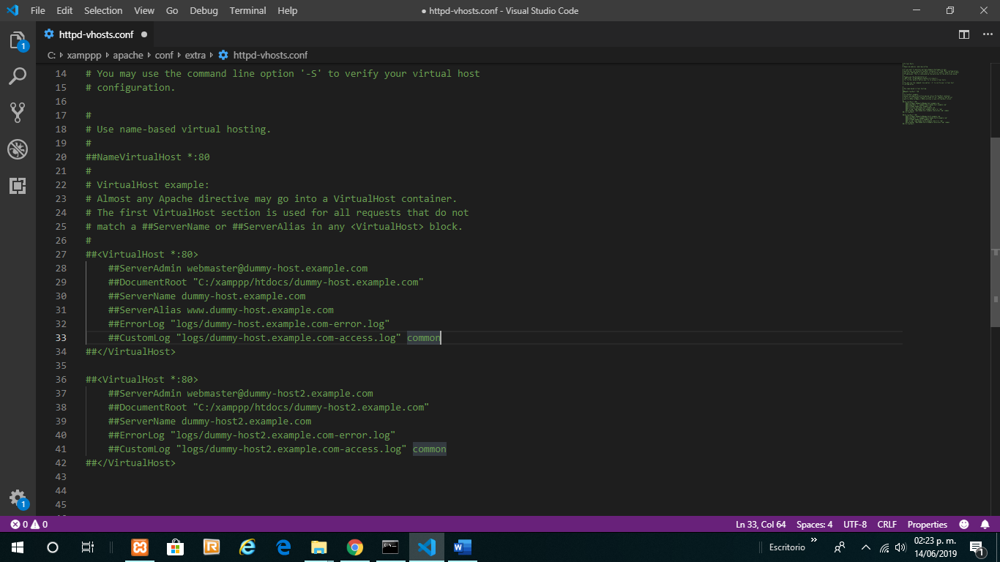 File Edit Selection View Go Debug Terminal Help
● httpd-vhosts.conf - Visual Studio Code
1
httpd-vhosts.conf ●
C: xamppp apache conf extra httpd-vhosts.conf
14 # You may use the command line option '-S' to verify your virtual host
15 # configuration.
16
17 #
18 # Use name-based virtual hosting.
19 #
20 ##NameVirtualHost *:80
21 #
22 # VirtualHost example:
23 # Almost any Apache directive may go into a VirtualHost container.
24 # The first VirtualHost section is used for all requests that do not
25 # match a ##ServerName or ##ServerAlias in any <VirtualHost> block.
26 #
27 ##<VirtualHost *:80>
28 ##ServerAdmin webmaster@dummy-host.example.com
29 ##DocumentRoot "C:/xamppp/htdocs/dummy-host.example.com"
30 ##ServerName dummy-host.example.com
31 ##ServerAlias www.dummy-host.example.com
32 ##ErrorLog "logs/dummy-host.example.com-error.log"
33 ##CustomLog "logs/dummy-host.example.com-access.log" common
34 ##</VirtualHost>
35
36 ##<VirtualHost *:80>
37 ##ServerAdmin webmaster@dummy-host2.example.com
38 ##DocumentRoot "C:/xamppp/htdocs/dummy-host2.example.com"
39 ##ServerName dummy-host2.example.com
40 ##ErrorLog "logs/dummy-host2.example.com-error.log"
41 ##CustomLog "logs/dummy-host2.example.com-access.log" common
42 ##</VirtualHost>
43
44
45
1
0 0
Ln 33, Col 64 Spaces: 4 UTF-8 CRLF Properties
Escritorio
02:23 p. m.
14/06/2019
1